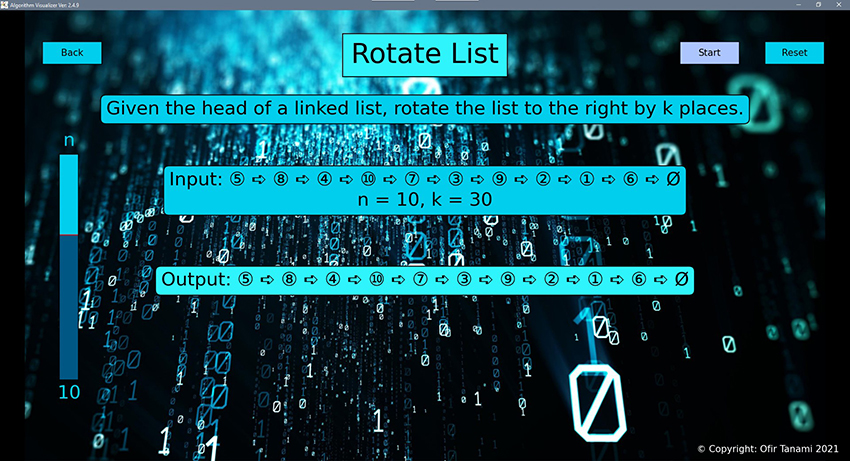 Algorithm Visualizer Ver: 2.4.9
Back
Rotate List
Start
Reset
Given the head of a linked list, rotate the list to the right by k places.
n
Input: ⑤ ➪ ⑧ ➪ ④ ➪ ⑩ ➪ ⑦ ➪ ③ ➪ ⑨ ➪ ② ➪ ① ➪ ⑥ ➪ Ø
n = 10, k = 30
Output: ⑤ ➪ ⑧ ➪ ④ ➪ ⑩ ➪ ⑦ ➪ ③ ➪ ⑨ ➪ ② ➪ ① ➪ ⑥ ➪ Ø
10
© Copyright: Ofir Tanami 2021